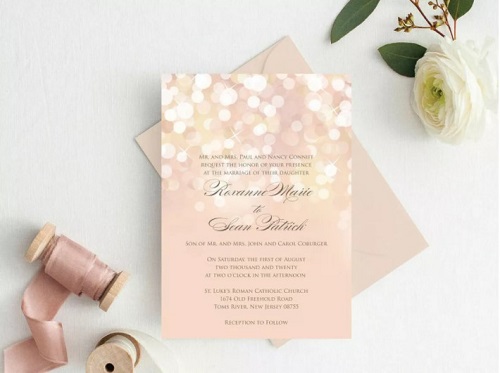 Mr. and Mrs. Paul and Nancy Conney
request the honor of your presence
at the marriage of their daughter
Roxanne Marie
to
Sean Patrick
Son of Mr. and Mrs. John and Carol Coburger
On Saturday the first of August
two thousand and twenty
at two o'clock in the afternoon
St. Luke's Roman Catholic Church
1674 Old Freehold Road
Toms River, New Jersey 08755
Reception to Follow